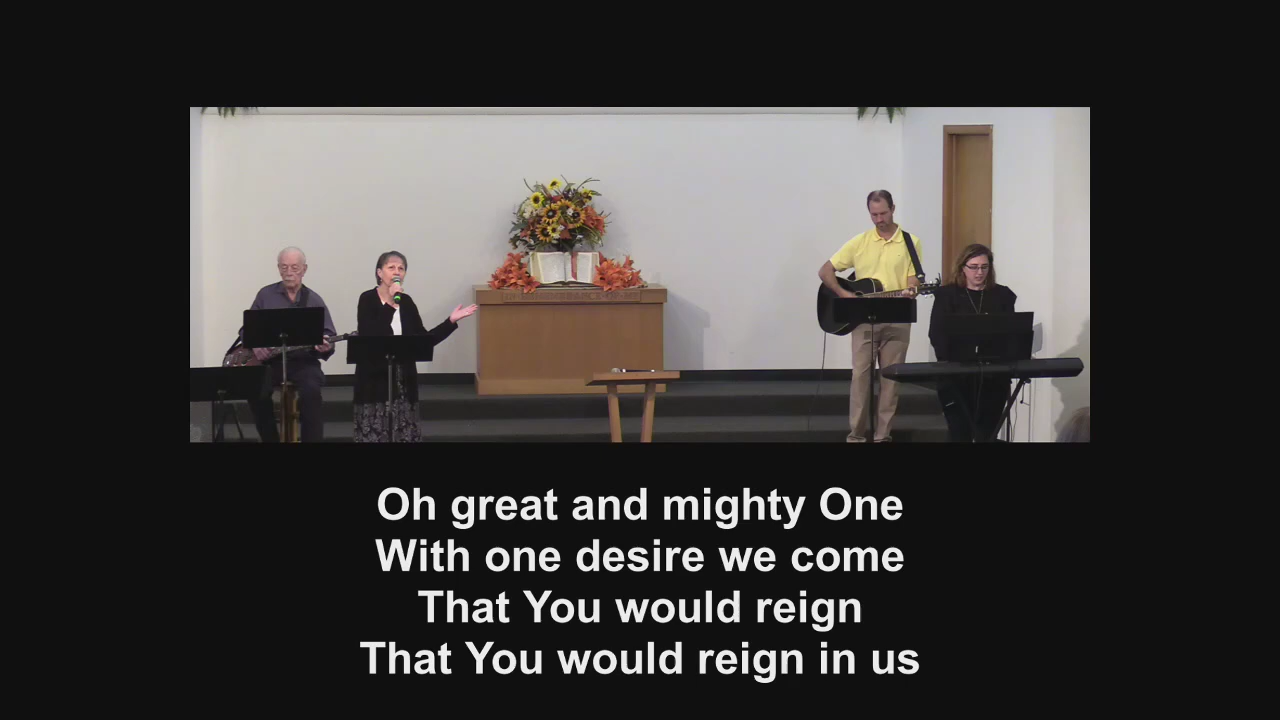 Oh great and mighty One
With one desire we come
That You would reign
That You would reign in us